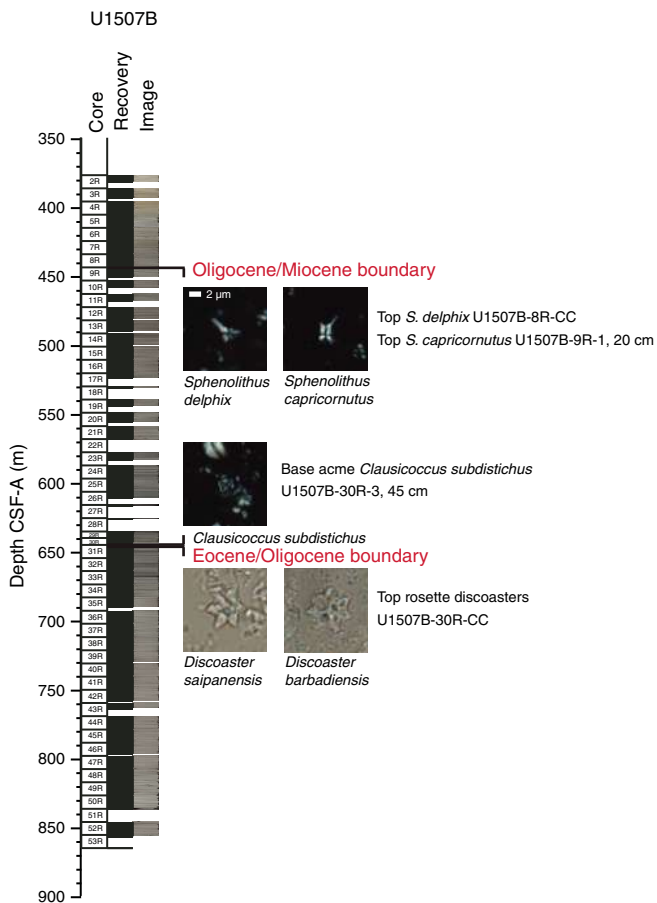 U1507B
Core
Recovery
Image
Depth CSF-A (m)
350
400
450
500
550
600
650
700
750
800
850
900
2R
3R
4R
5R
6R
7R
8R
9R
10R
11R
12R
13R
14R
15R
16R
17R
18R
19R
20R
21R
22R
23R
24R
25R
26R
27R
28R
29R
30R
31R
32R
33R
34R
35R
36R
37R
38R
39R
40R
41R
42R
43R
44R
45R
46R
47R
48R
49R
50R
51R
52R
53R
Oligocene/Miocene boundary
2 µm
Top S. delphix U1507B-8R-CC
Top S. capricornutus U1507B-9R-1, 20 cm
Sphenolithus
delphix
Sphenolithus
capricornutus
Base acme Clausicoccus subdistichus
U1507B-30R-3, 45 cm
Clausicoccus subdistichus
Eocene/Oligocene boundary
Top rosette discoasters
U1507B-30R-CC
Discoaster
saipanensis
Discoaster
barbadiensis